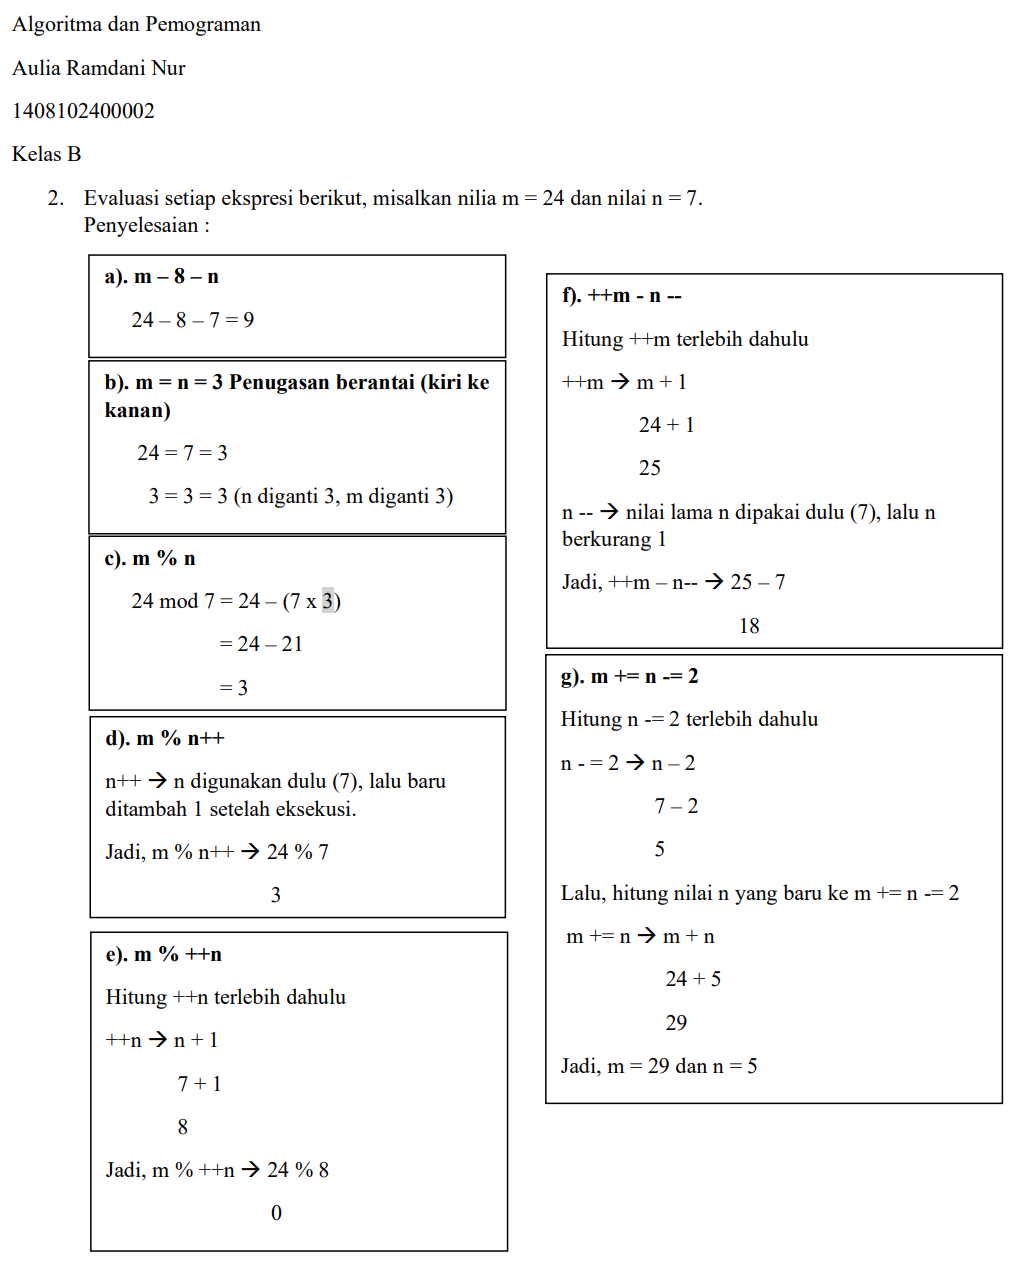 Algoritma dan Pemograman
Aulia Ramdani Nur
1408102400002
Kelas B
2. Evaluasi setiap ekspresi berikut, misalkan nilia m = 24 dan nilai n = 7.
Penyelesaian :
a). m – 8 – n
24 – 8 – 7 = 9
b). m = n = 3 Penugasan berantai (kiri ke
kanan)
24 = 7 = 3
3 = 3 = 3 (n diganti 3, m diganti 3)
c). m % n
24 mod 7 = 24 – (7 x 3)
= 24 – 21
= 3
d). m % n++
n++ → n digunakan dulu (7), lalu baru
ditambah 1 setelah eksekusi.
Jadi, m % n++ → 24 % 7
3
e). m % ++n
Hitung ++n terlebih dahulu
++n → n + 1
7 + 1
8
Jadi, m % ++n → 24 % 8
0
f). ++m - n --
Hitung ++m terlebih dahulu
++m → m + 1
24 + 1
25
n -- → nilai lama n dipakai dulu (7), lalu n
berkurang 1
Jadi, ++m – n-- → 25 – 7
18
g). m += n -= 2
Hitung n -= 2 terlebih dahulu
n - = 2 → n – 2
7 – 2
5
Lalu, hitung nilai n yang baru ke m += n -= 2
m += n → m + n
24 + 5
29
Jadi, m = 29 dan n = 5